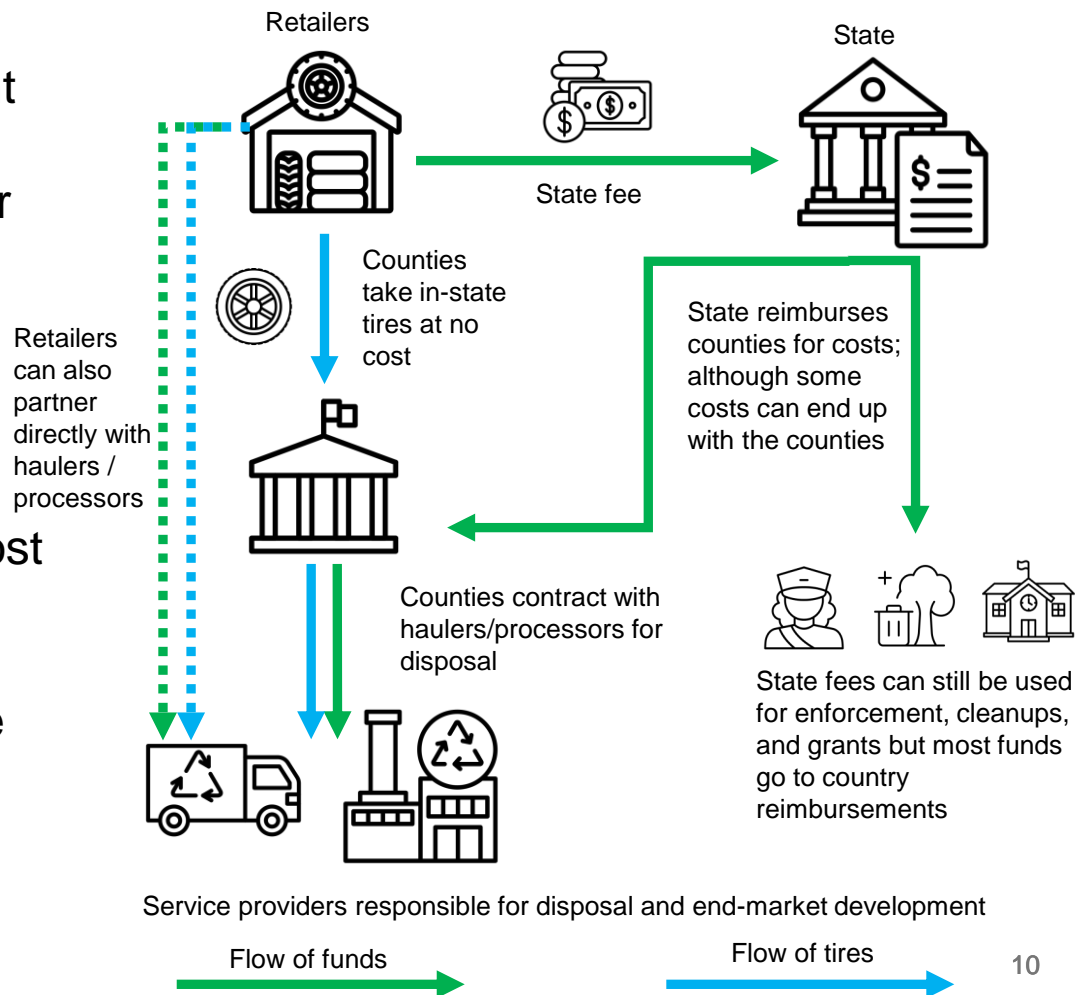 t
r
ost
e
Retailers
State
State fee
Counties
take in-state
tires at no
cost
Retailers
can also
partner
directly with
haulers /
processors
State reimburses
counties for costs;
although some
costs can end up
with the counties
Counties contract with
haulers/processors for
disposal
State fees can still be used
for enforcement, cleanups,
and grants but most funds
go to country
reimbursements
Service providers responsible for disposal and end-market development
Flow of funds
Flow of tires
10